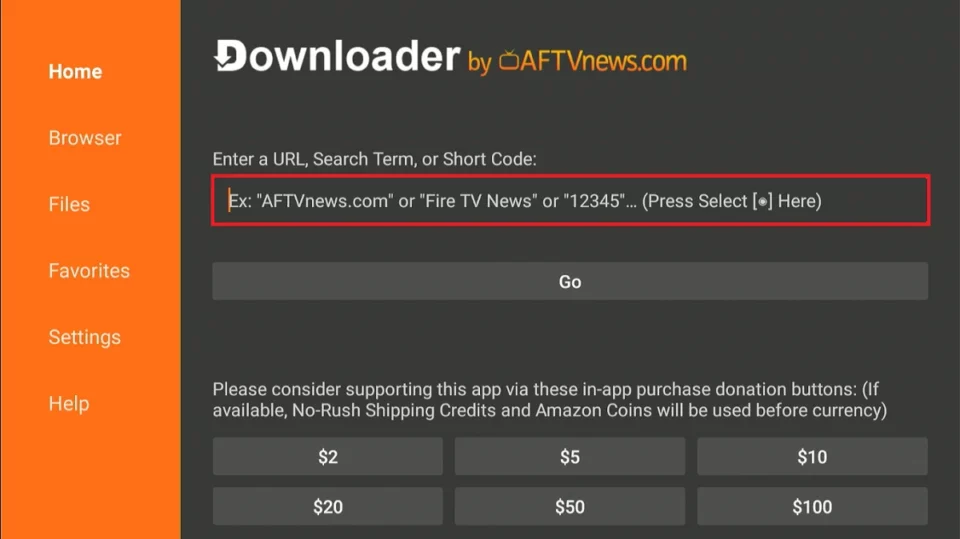 Home
Browser
Files
Favorites
Settings
Help
Downloader by AFTVnews.com
Enter a URL, Search Term, or Short Code:
Ex: "AFTVnews.com" or "Fire TV News" or "12345"... (Press Select [◉] Here)
Go
Please consider supporting this app via these in-app purchase donation buttons: (If
available, No-Rush Shipping Credits and Amazon Coins will be used before currency)
$2 $5 $10
$20 $50 $100